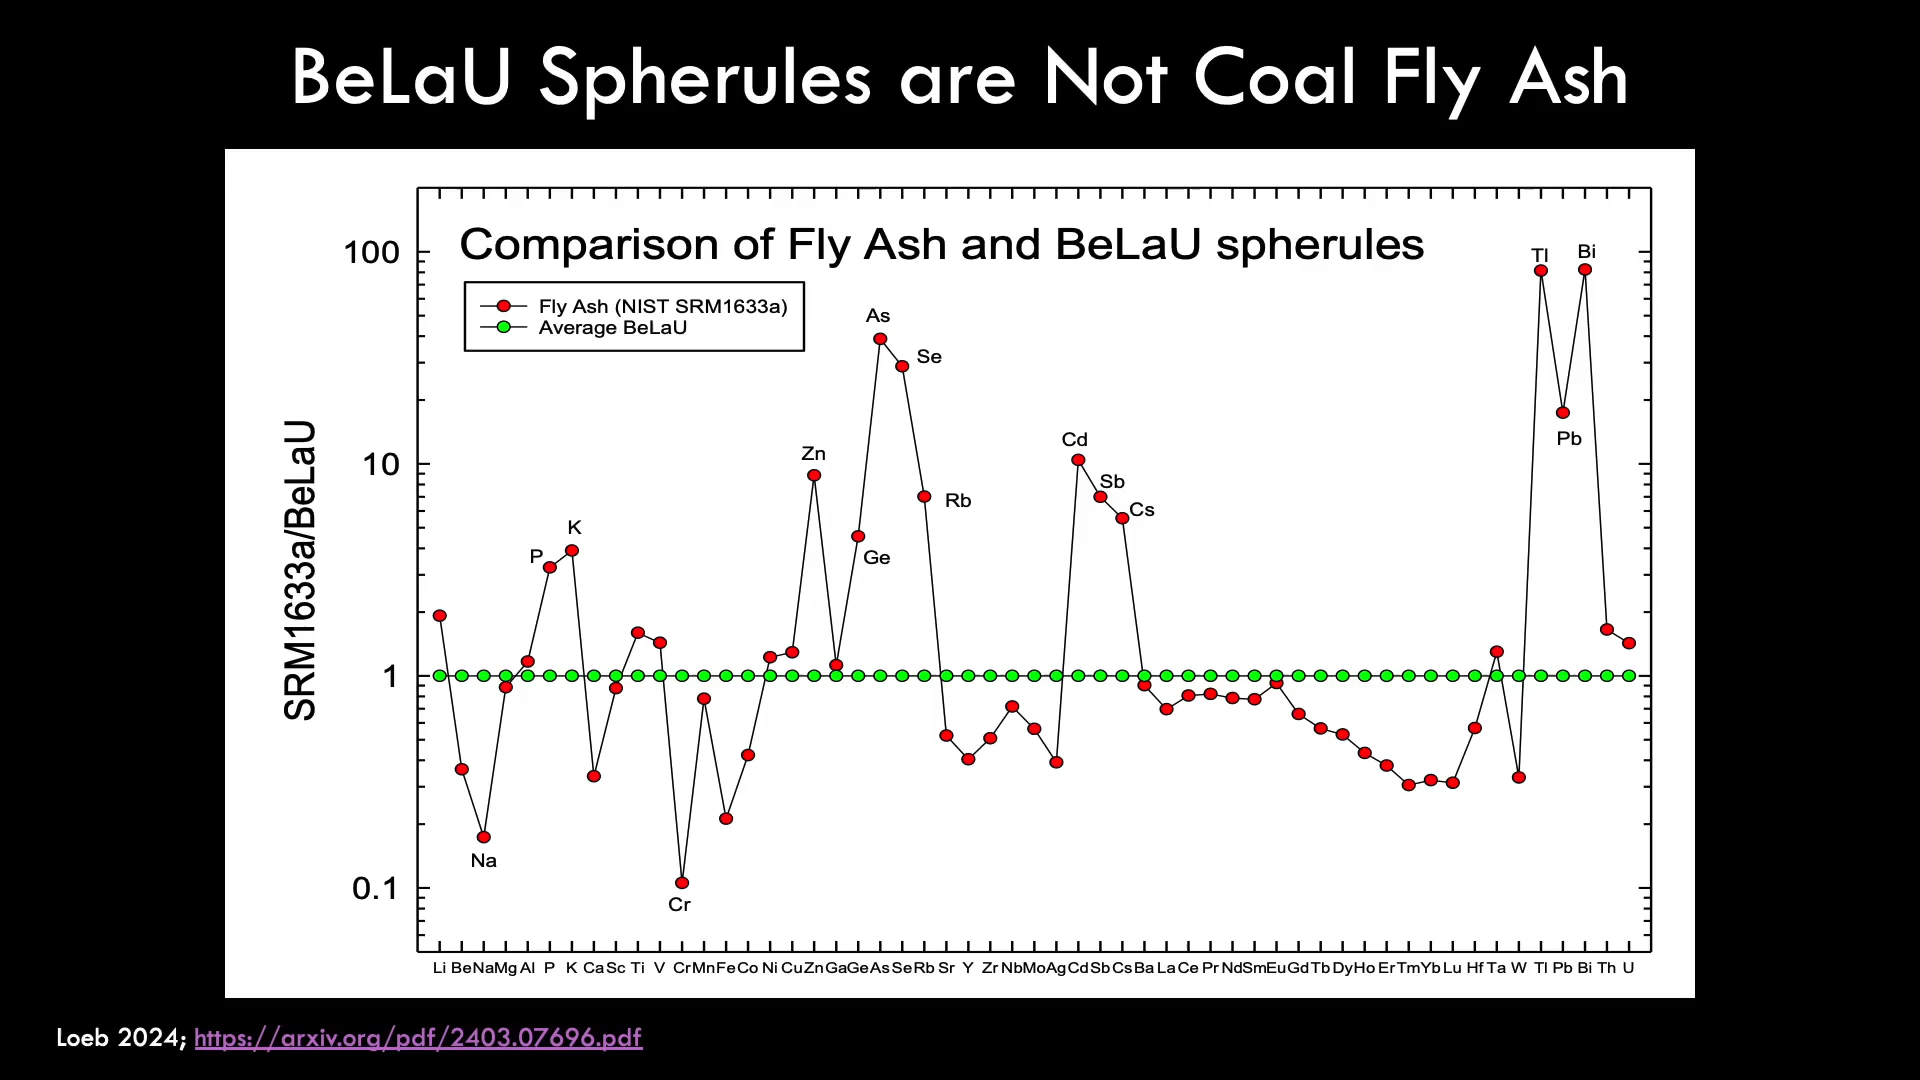 BeLaU Spherules are Not Coal Fly Ash
Comparison of Fly Ash and BeLaU spherules
Fly Ash (NIST SRM1633a)
Average BeLaU
SRM1633a/BeLaU
100
10
1
0.1
Tl
Bi
As
Se
Pb
Cd
Zn
Sb
Rb
Cs
K
P
Ge
Na
Cr
Li Be Na Mg Al P K Ca Sc Ti V Cr Mn Fe Co Ni Cu Zn Ga Ge As Se Rb Sr Y Zr Nb Mo Ag Cd Sb Cs Ba La Ce Pr Nd Sm Eu Gd Tb Dy Ho Er Tm Yb Lu Hf Ta W Tl Pb Bi Th U
Loeb 2024; https://arxiv.org/pdf/2403.07696.pdf